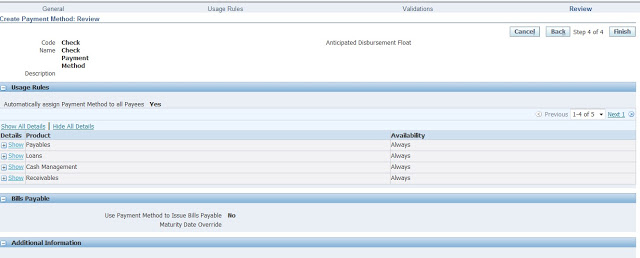 General Usage Rules Validations Review
Create Payment Method: Review
Cancel Back Step 4 of 4 Finish
Code Check Anticipated Disbursement Float
Name Check
Payment
Method
Description
Usage Rules
Automatically assign Payment Method to all Payees Yes
Previous 1-4 of 5 Next 1
Show All Details | Hide All Details
Details Product Availability
Show Payables Always
Show Loans Always
Show Cash Management Always
Show Receivables Always
Bills Payable
Use Payment Method to Issue Bills Payable No
Maturity Date Override
Additional Information